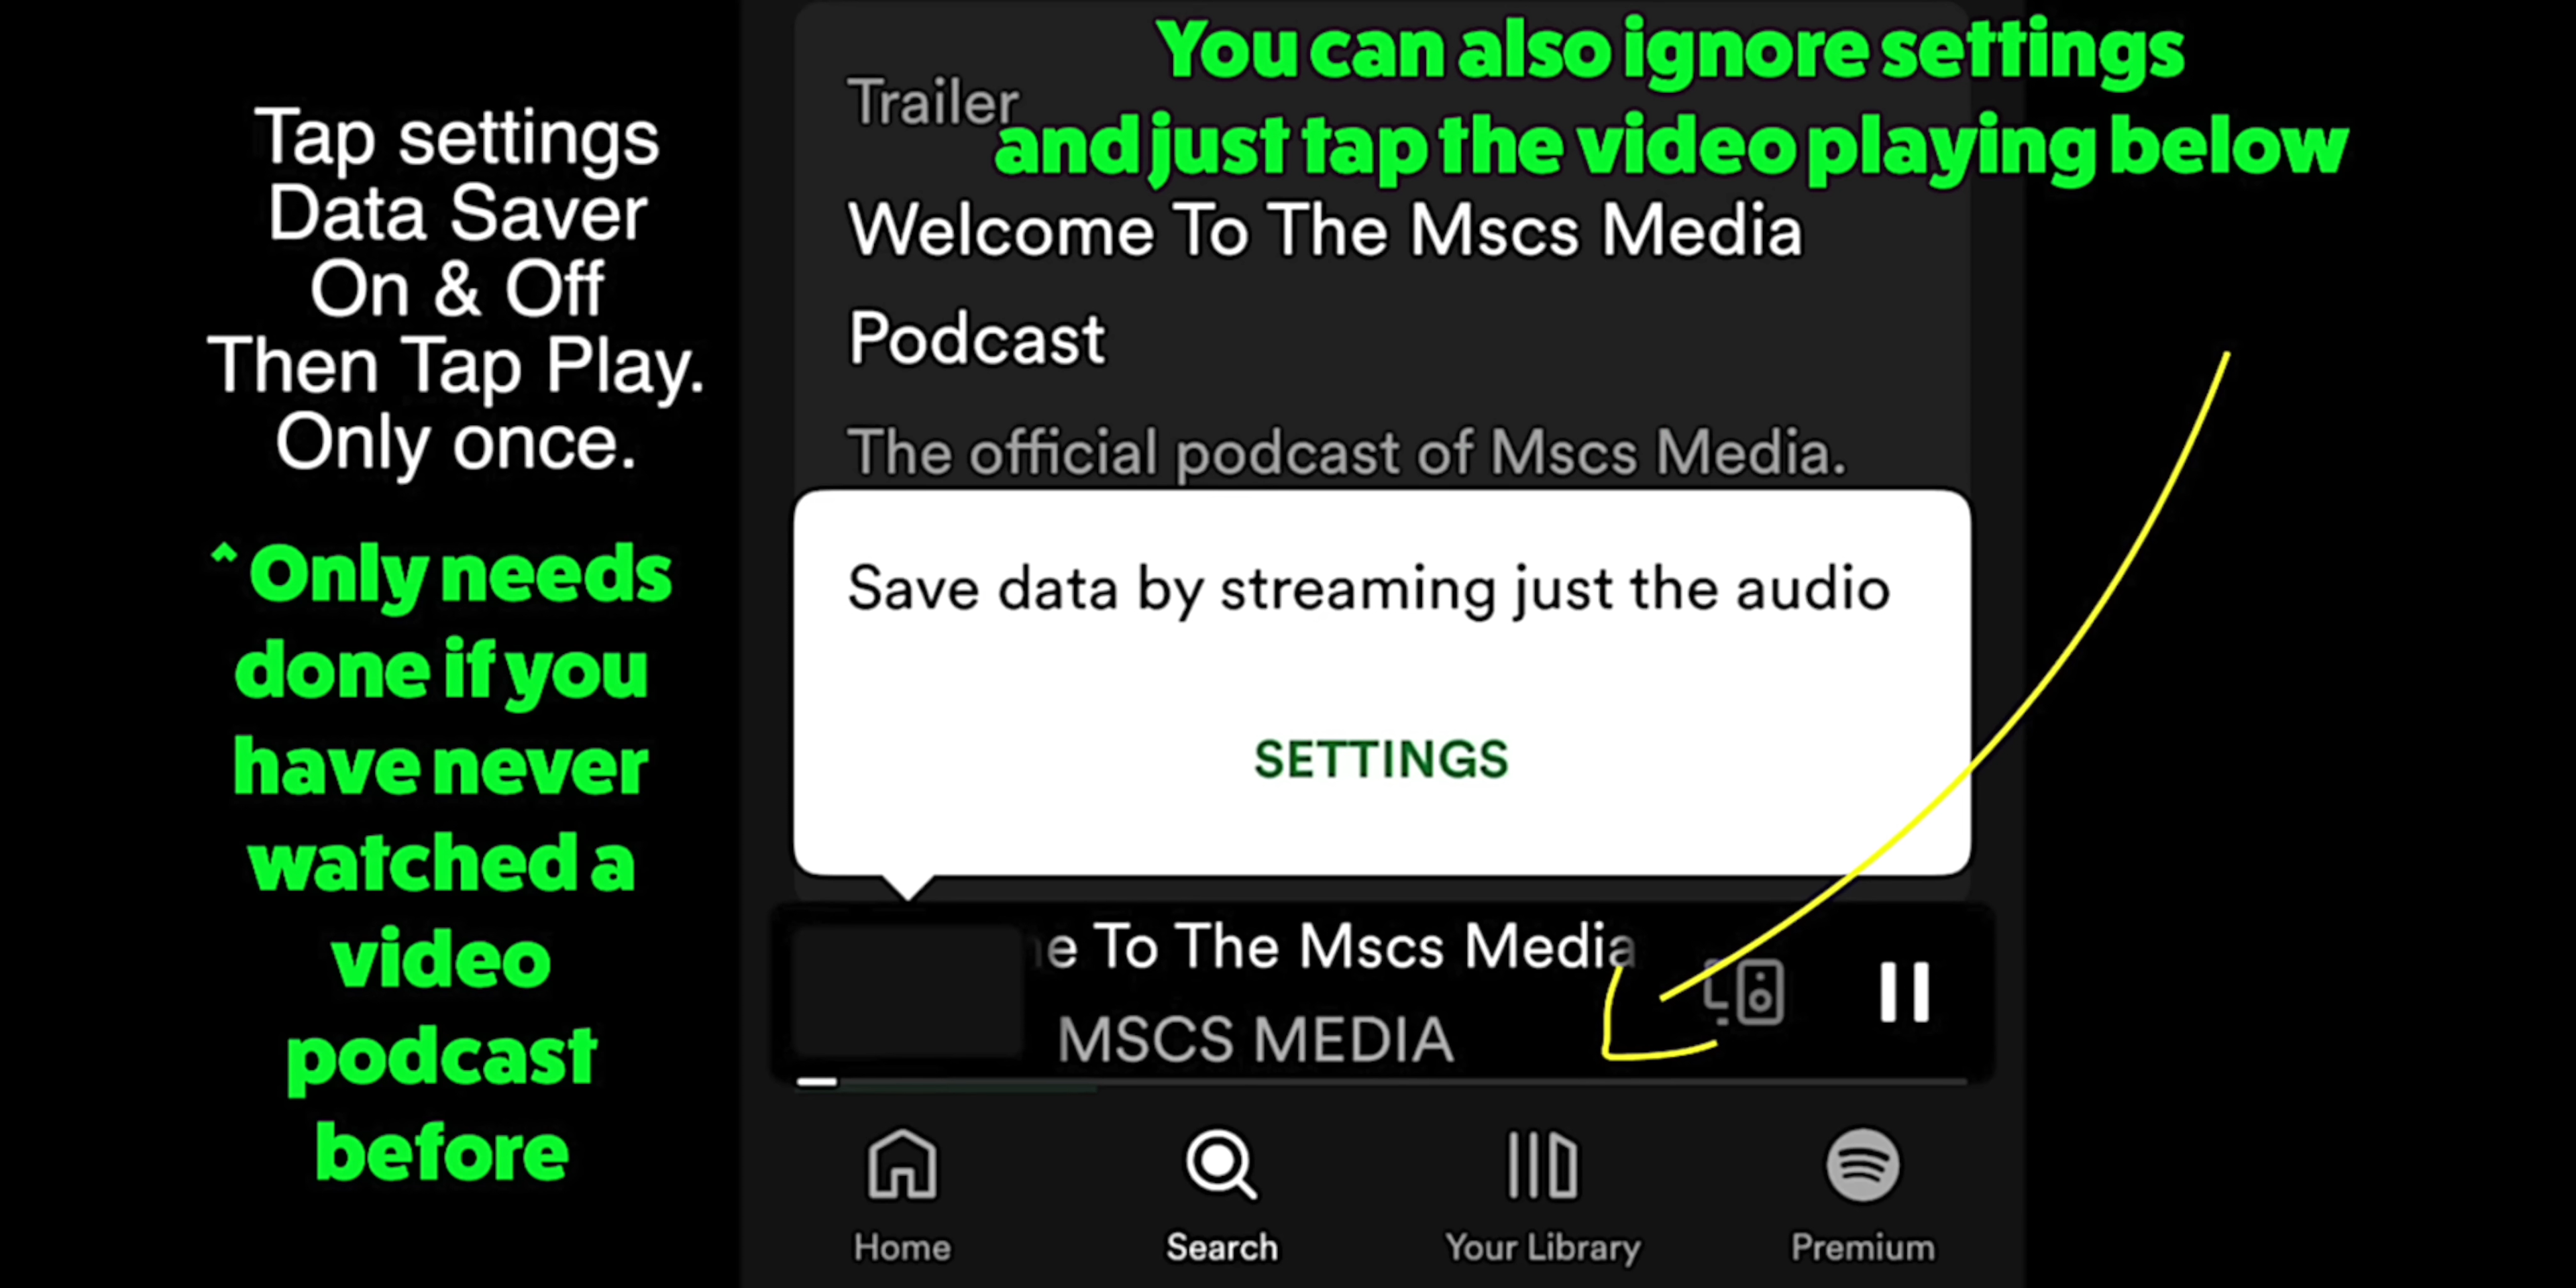 Tap settings
Data Saver
On & Off
Then Tap Play.
Only once.
^ Only needs
done if you
have never
watched a
video
podcast
before
You can also ignore settings
and just tap the video playing below
Trailer
Welcome To The Mscs Media
Podcast
The official podcast of Mscs Media.
Save data by streaming just the audio
SETTINGS
e To The Mscs Media
MSCS MEDIA
Home
Search
Your Library
Premium